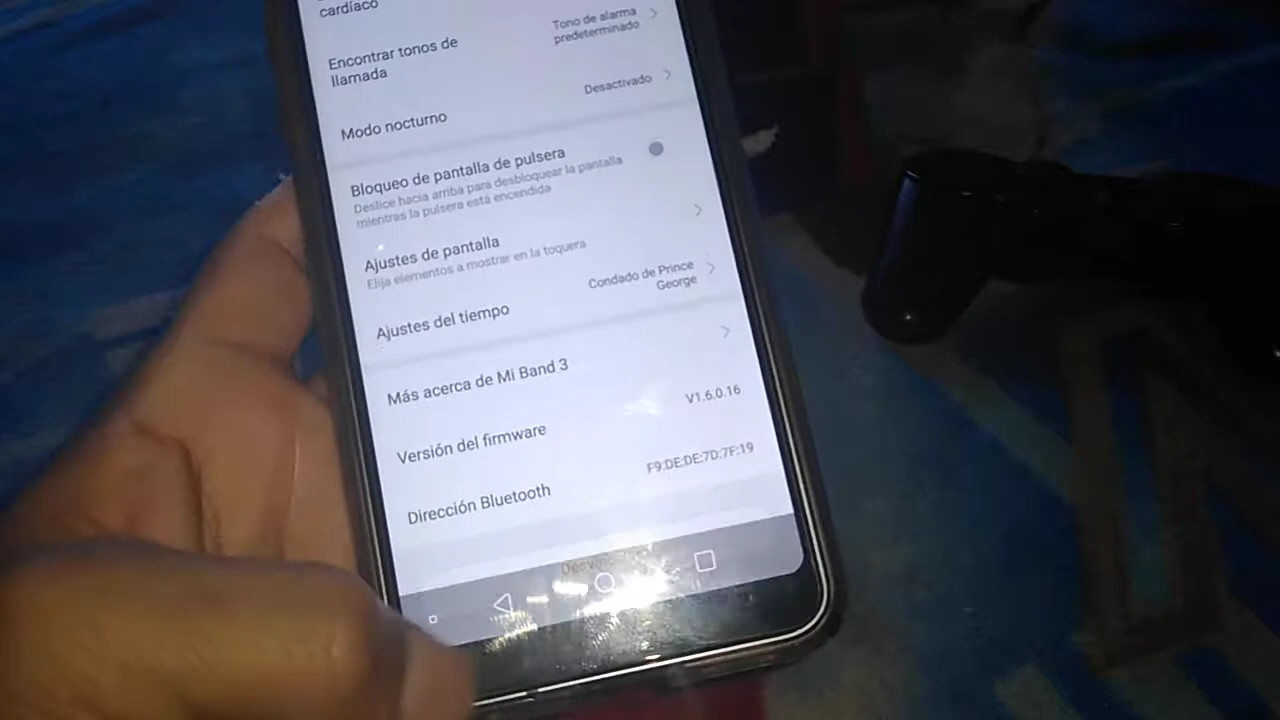 cardíaco
Encontrar tonos de
llamada
Tono de alarma
predeterminado
Modo nocturno
Desactivado
Bloqueo de pantalla de pulsera
Deslice hacia arriba para desbloquear la pantalla
mientras la pulsera está encendida
Ajustes de pantalla
Elija elementos a mostrar en la toquera
Ajustes del tiempo
Condado de Prince
George
Más acerca de Mi Band 3
Versión del firmware
V1.6.0.16
Dirección Bluetooth
F9:DE:DE:7D:7F:19